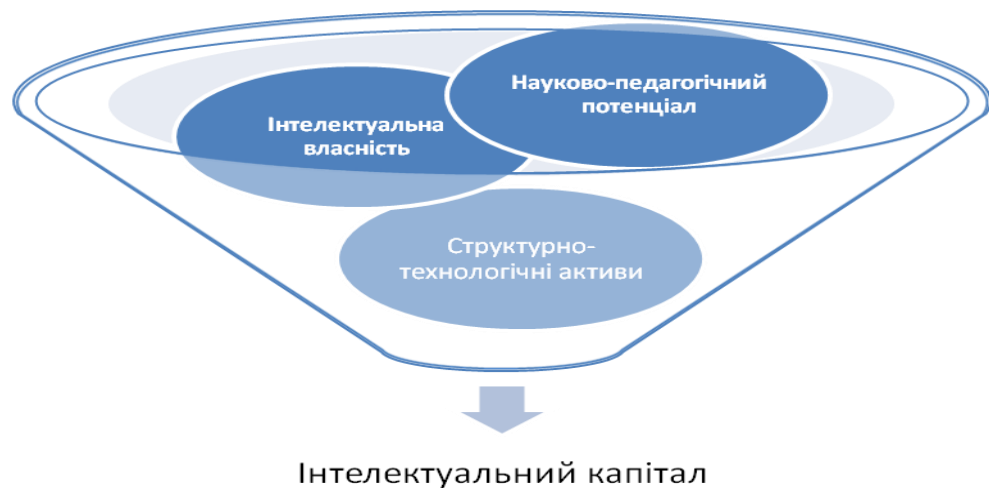 Науково-педагогічний
потенціал
Інтелектуальна
власність
Структурно-
технологічні активи
Інтелектуальний капітал